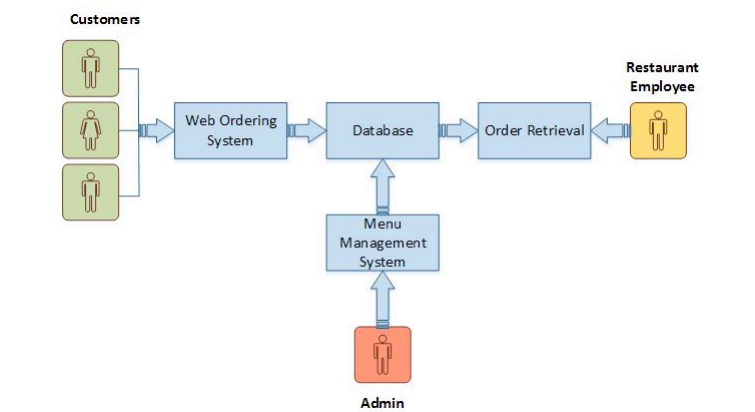 Customers
Restaurant
Employee
Web Ordering
System
Database
Order Retrieval
Menu
Management
System
Admin